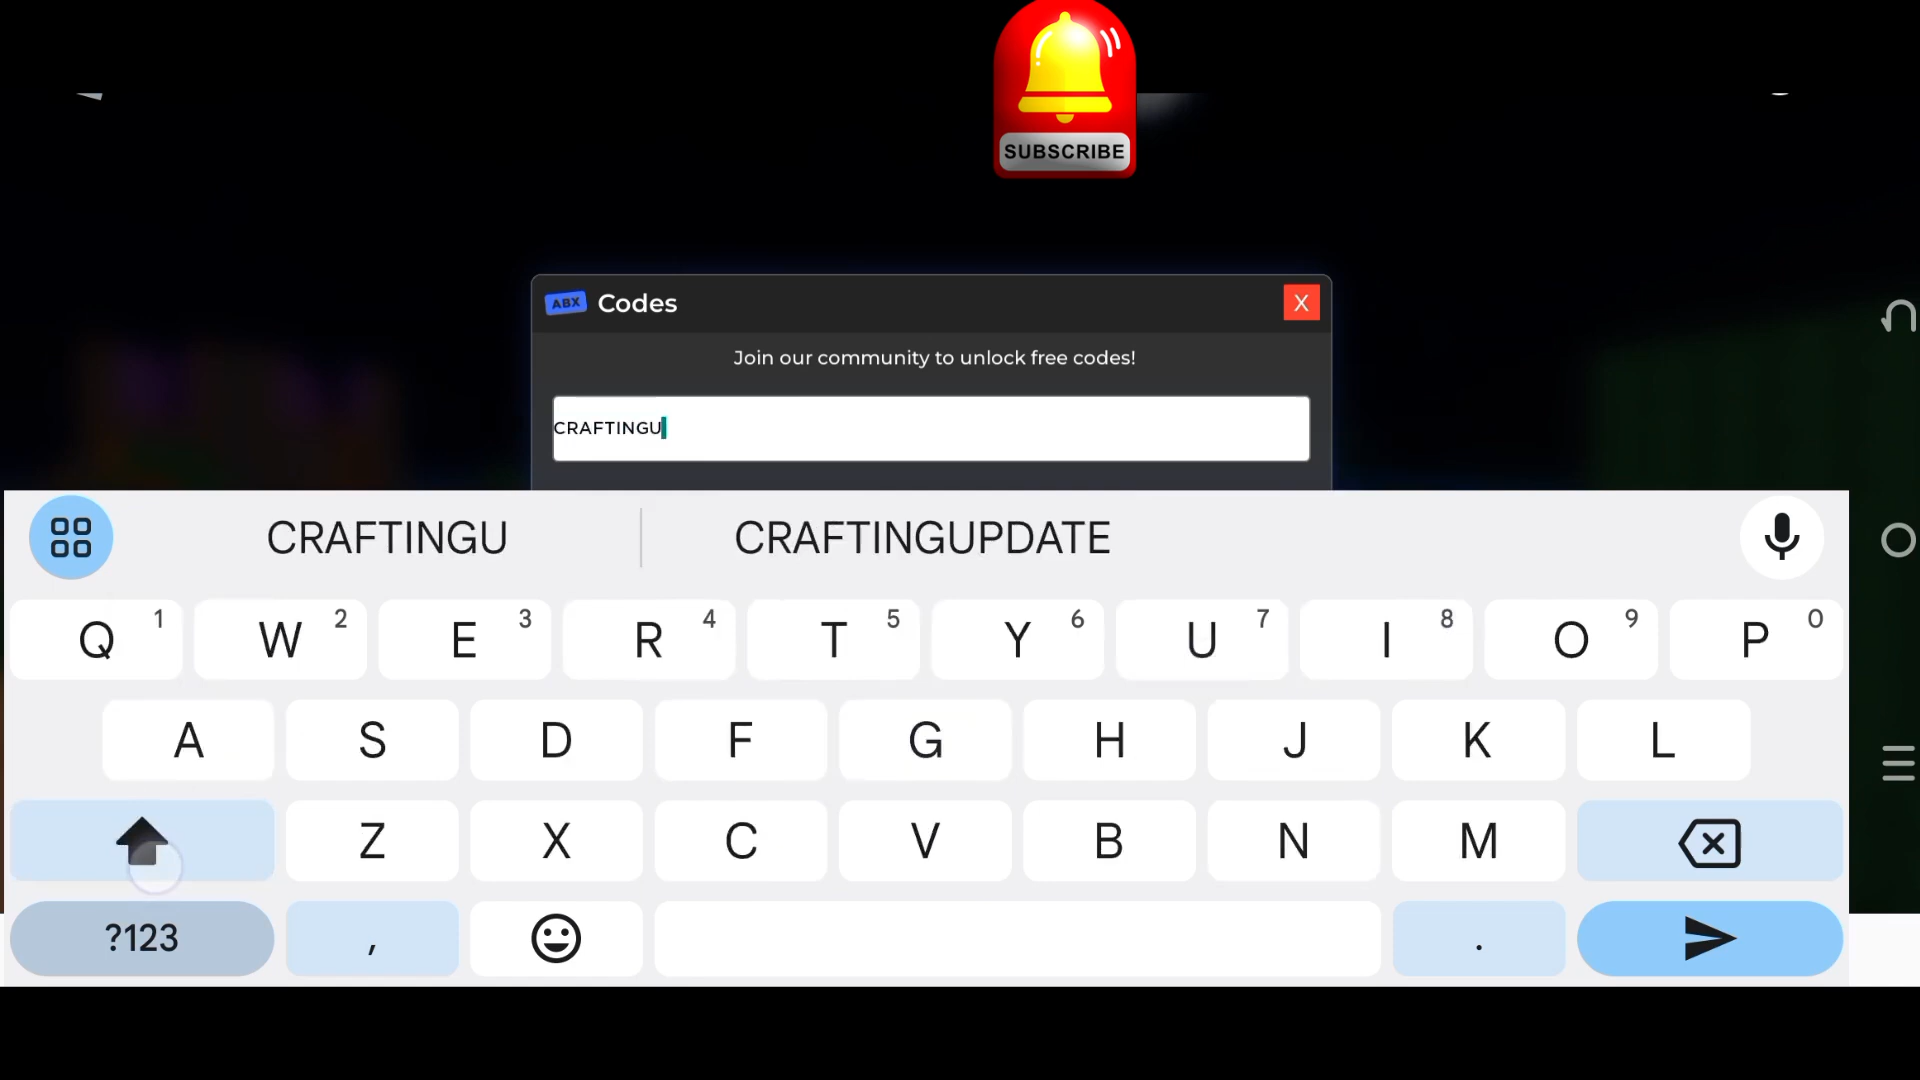 SUBSCRIBE
ABX Codes X
Join our community to unlock free codes!
CRAFTINGU
CRAFTINGU CRAFTINGUPDATE
Q 1 W 2 E 3 R 4 T 5 Y 6 U 7 I 8 O 9 P 0
A S D F G H J K L
Z X C V B N M
?123 , .